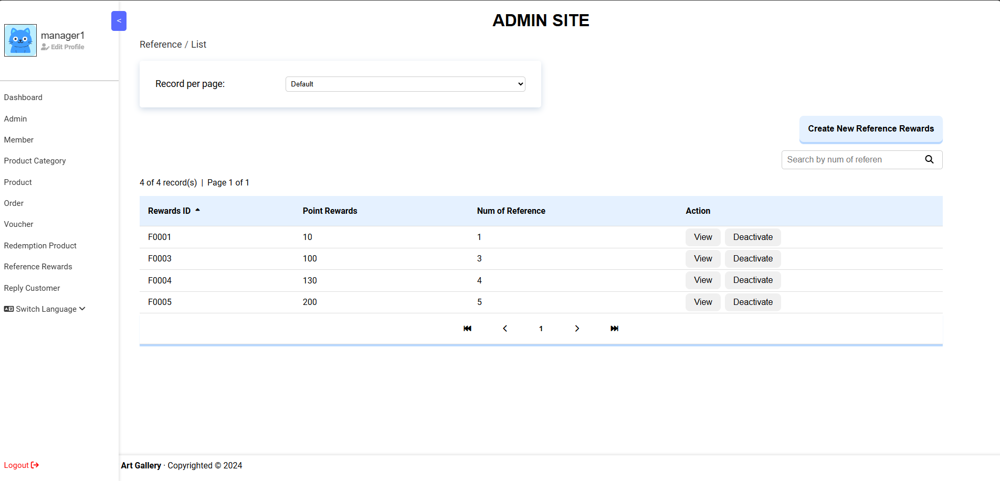 <
ADMIN SITE
manager1
Edit Profile
Reference / List
Record per page:
Default
Dashboard
Admin
Member
Product Category
Product
Order
Voucher
Redemption Product
Reference Rewards
Reply Customer
Switch Language
Logout
Create New Reference Rewards
Search by num of referen
4 of 4 record(s) | Page 1 of 1
Rewards ID Point Rewards Num of Reference Action
F0001 10 1 View Deactivate
F0003 100 3 View Deactivate
F0004 130 4 View Deactivate
F0005 200 5 View Deactivate
1
Art Gallery · Copyrighted © 2024